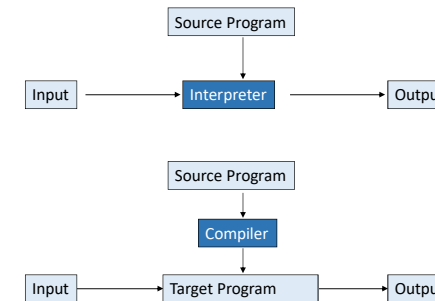 Source Program
Input Interpreter Outpu
Source Program
Compiler
Input Target Program Outpu